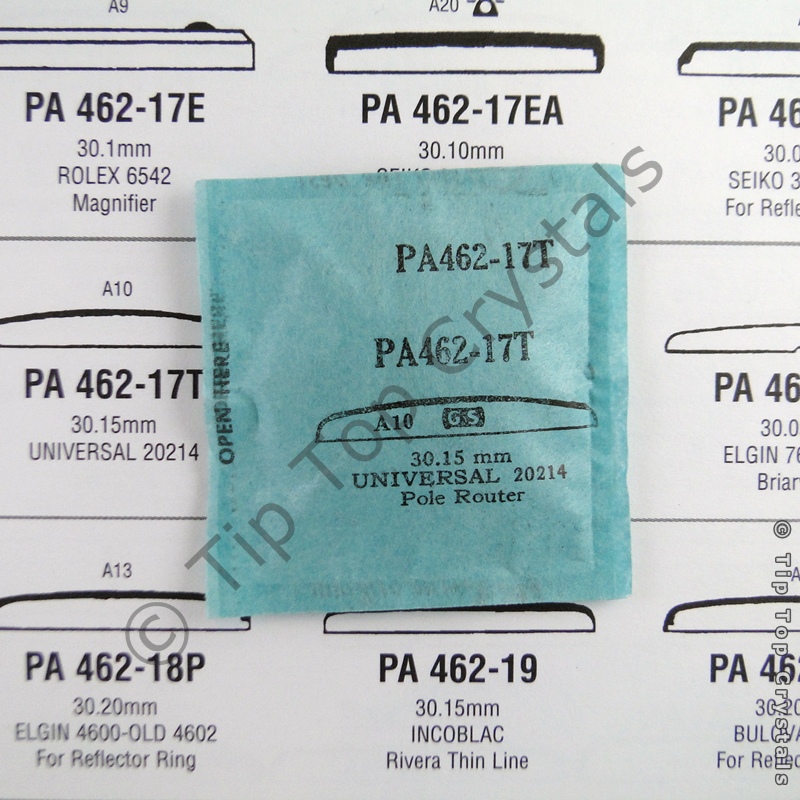 A9
A20
PA 462-17E
PA 462-17EA
PA 46
30.1mm
30.10mm
30.0
ROLEX 6542
SEIKO 3
Magnifier
For Refle
A10
PA 462-17T
PA 46
30.15mm
30.0
UNIVERSAL 20214
ELGIN 76
Briar
OPEN HERE
PA462-17T
PA462-17T
A10 GS
30.15 mm
UNIVERSAL 20214
Pole Router
A13
PA 462-18P
PA 462-19
PA 462
30.20mm
30.15mm
30.20
ELGIN 4600-OLD 4602
INCOBLAC
BULOVA
For Reflector Ring
Rivera Thin Line
For Reflec
© Tip Top Crystals
© Tip Top Crystals